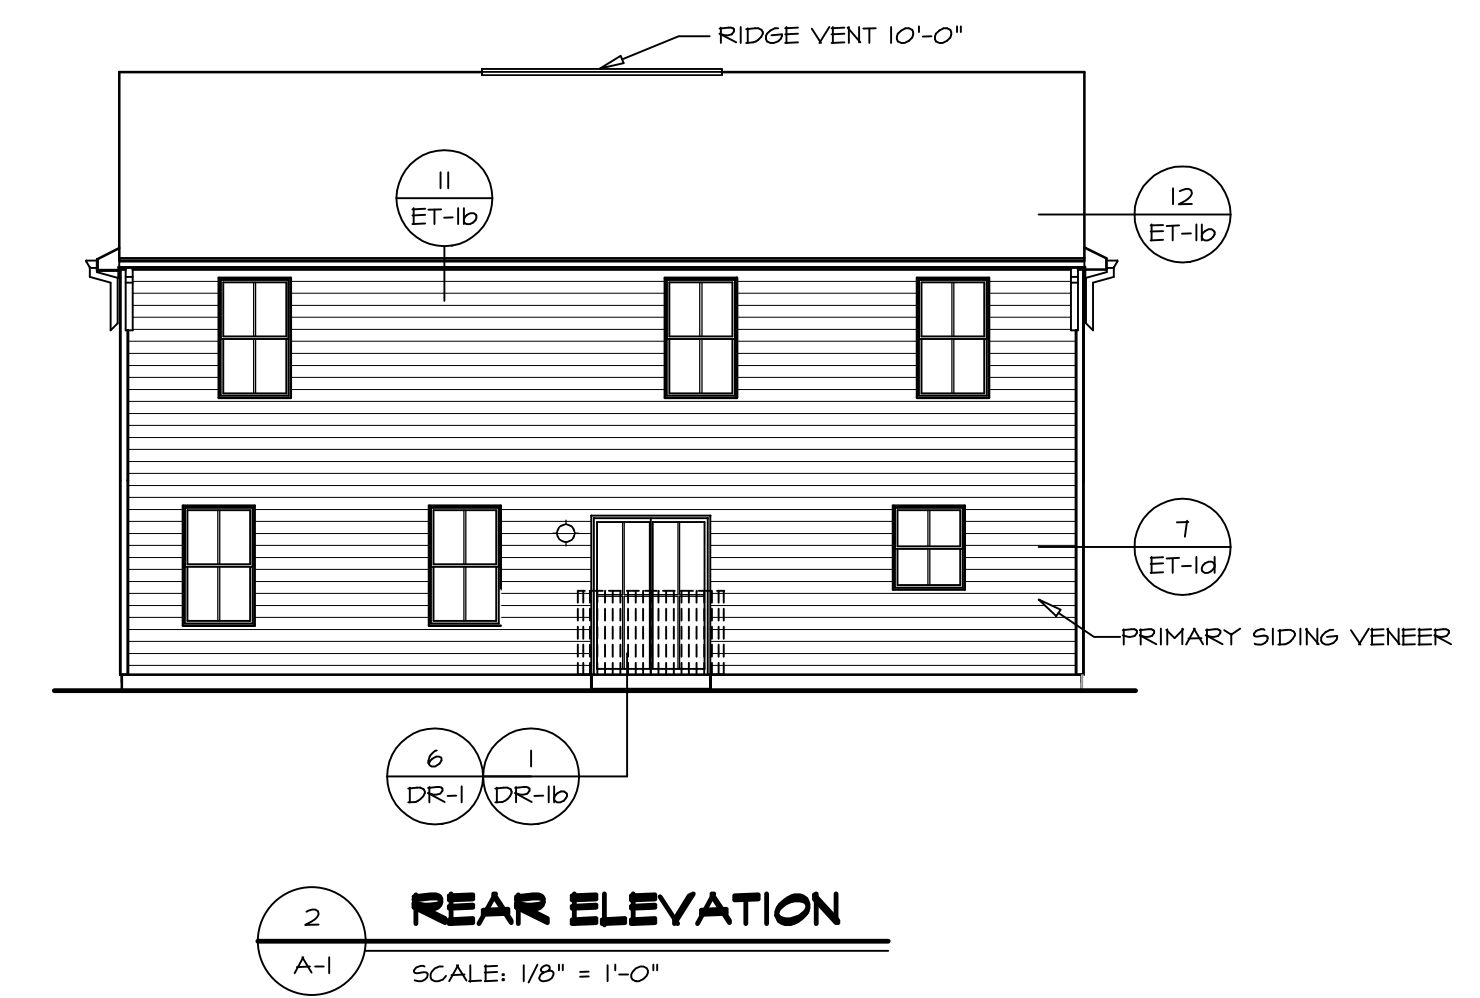 RIDGE VENT 10'-0"
11
ET-1b
12
ET-1b
7
ET-1d
PRIMARY SIDING VENEER
6
DR-1
1
DR-1b
2
A-1
REAR ELEVATION
SCALE: 1/8" = 1'-0"